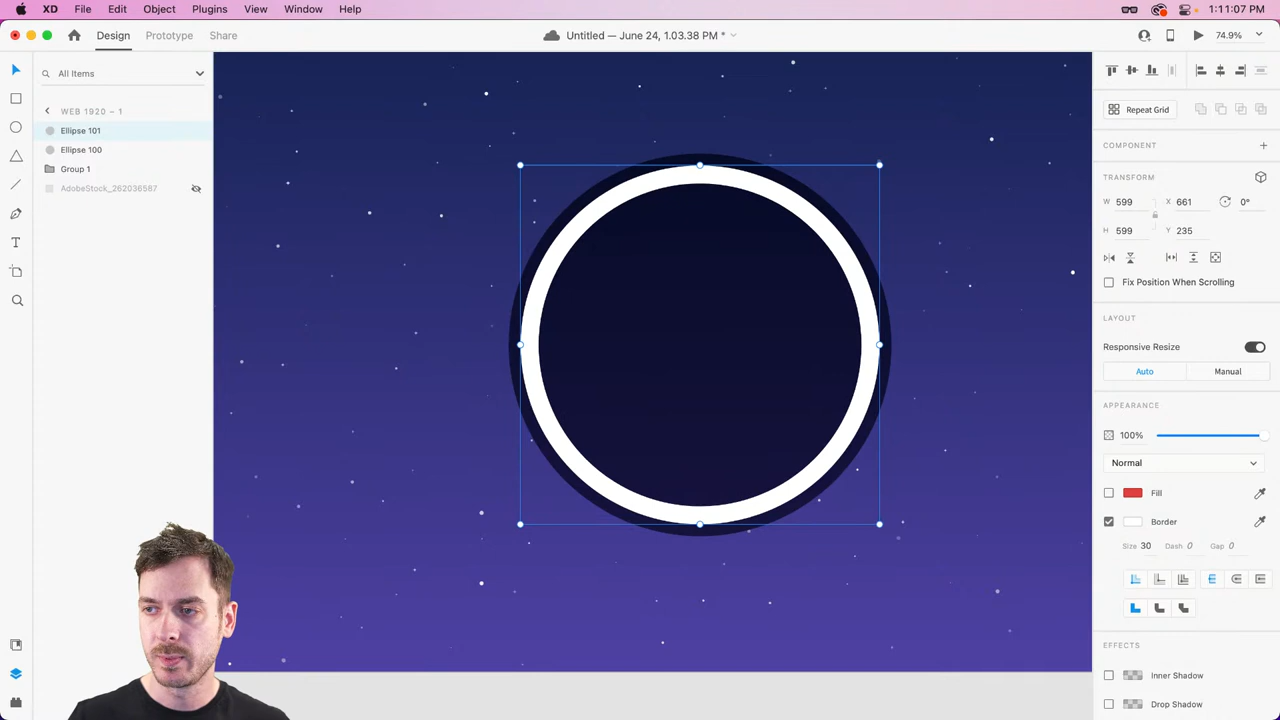 XD File Edit Object Plugins View Window Help 1:11:07 PM
Design Prototype Share Untitled — June 24, 1.03.38 PM * 74.9%
All Items
WEB 1920 – 1
Ellipse 101
Ellipse 100
Group 1
AdobeStock_262036587
Repeat Grid
COMPONENT
TRANSFORM
W 599 X 661 0°
H 599 Y 235
Fix Position When Scrolling
LAYOUT
Responsive Resize
Auto Manual
APPEARANCE
100%
Normal
Fill
Border
Size 30 Dash 0 Gap 0
EFFECTS
Inner Shadow
Drop Shadow